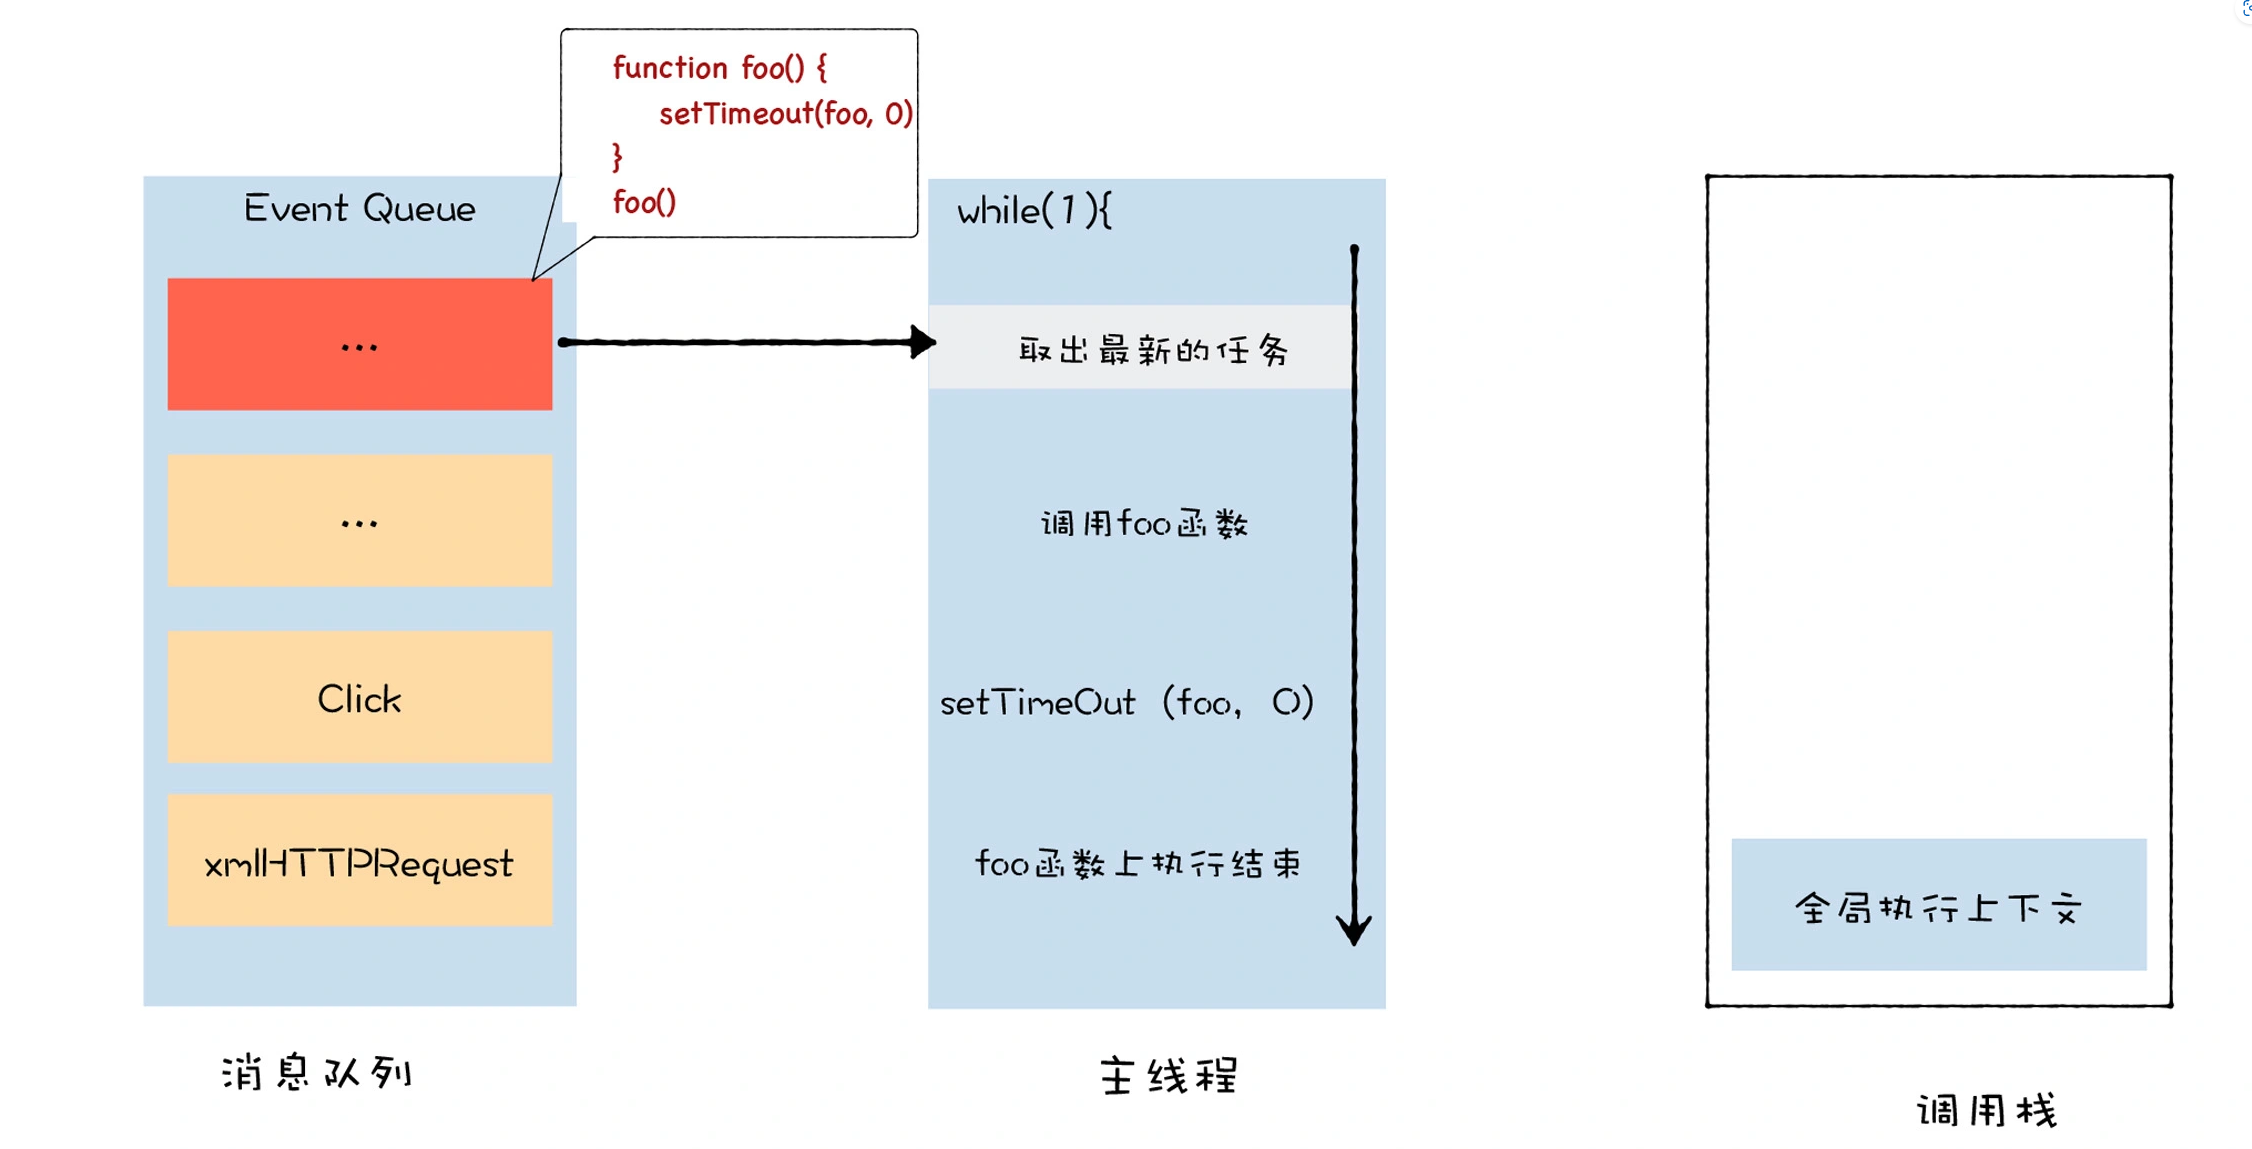 function foo() {
setTimeout(foo, 0)
}
foo()
Event Queue
...
...
Click
xmlHTTPRequest
消息队列
while(1){
取出最新的任务
调用foo函数
setTimeOut (foo, 0)
foo函数上执行结束
主线程
全局执行上下文
调用栈